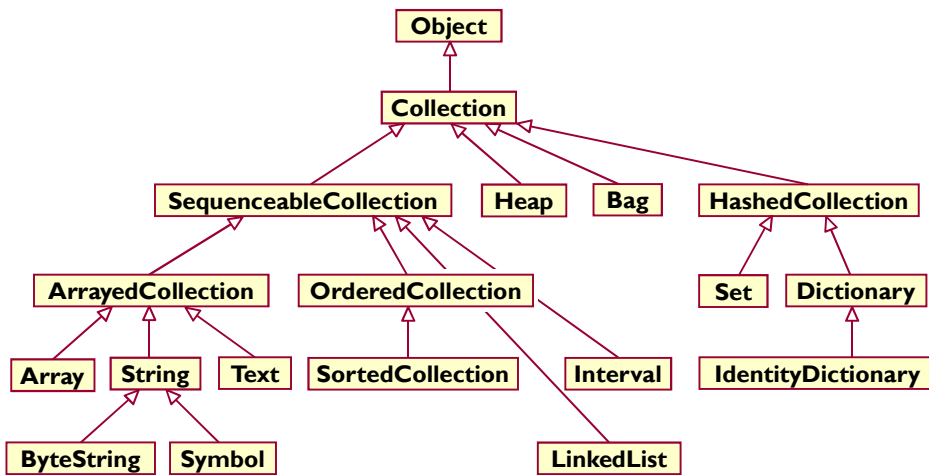 Object
Collection
SequenceableCollection
Heap
Bag
HashedCollection
ArrayedCollection
OrderedCollection
Set
Dictionary
Array
String
Text
SortedCollection
Interval
IdentityDictionary
ByteString
Symbol
LinkedList